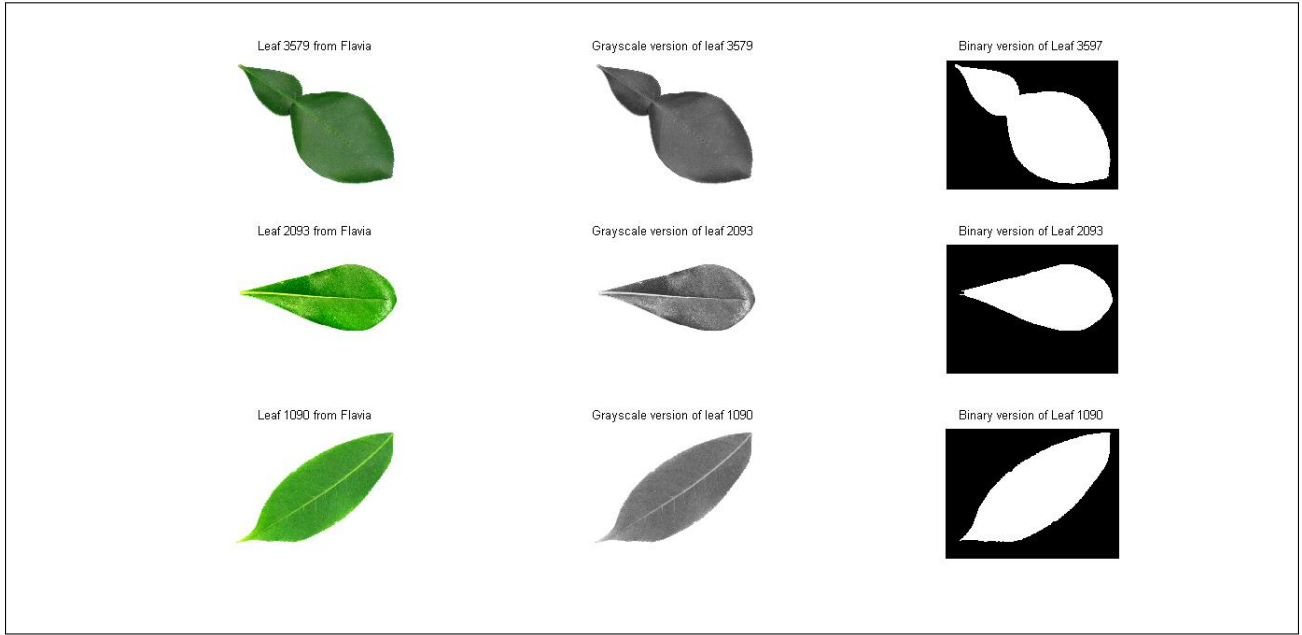 Leaf 3579 from Flavia
Grayscale version of leaf 3579
Binary version of Leaf 3597
Leaf 2093 from Flavia
Grayscale version of leaf 2093
Binary version of Leaf 2093
Leaf 1090 from Flavia
Grayscale version of leaf 1090
Binary version of Leaf 1090